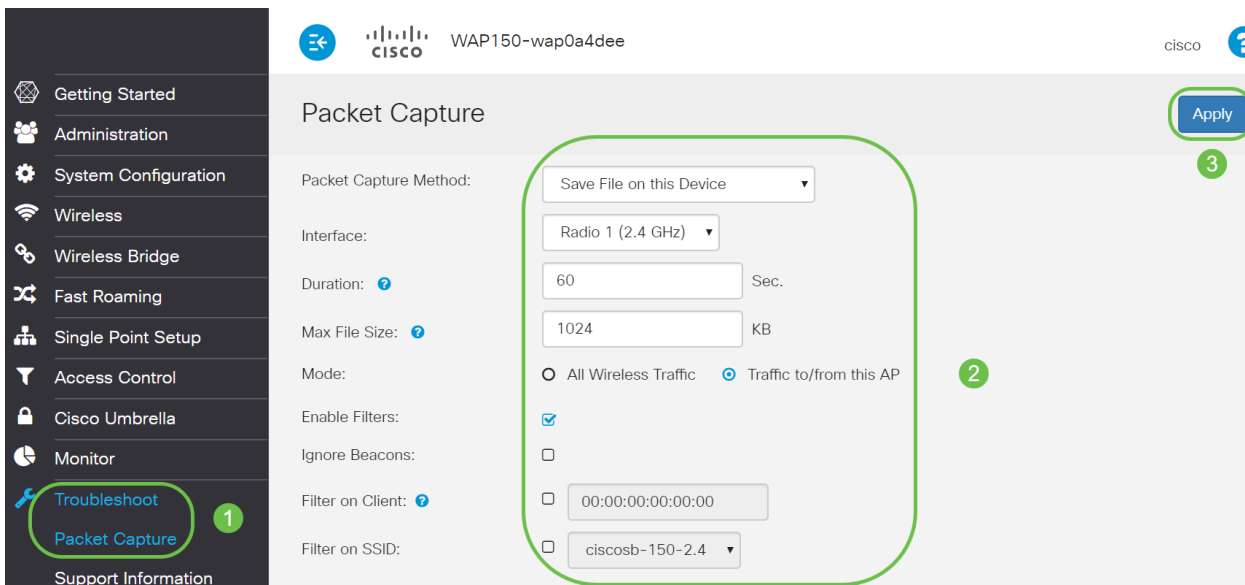 CISCO WAP150-wap0a4dee cisco ?
Getting Started
Administration
System Configuration
Wireless
Wireless Bridge
Fast Roaming
Single Point Setup
Access Control
Cisco Umbrella
Monitor
Troubleshoot
Packet Capture
1
Support Information
Packet Capture
Apply
3
Packet Capture Method: Save File on this Device
Interface: Radio 1 (2.4 GHz)
Duration: ? 60 Sec.
Max File Size: ? 1024 KB
Mode: All Wireless Traffic Traffic to/from this AP
2
Enable Filters:
Ignore Beacons:
Filter on Client: ? 00:00:00:00:00:00
Filter on SSID: ciscosb-150-2.4